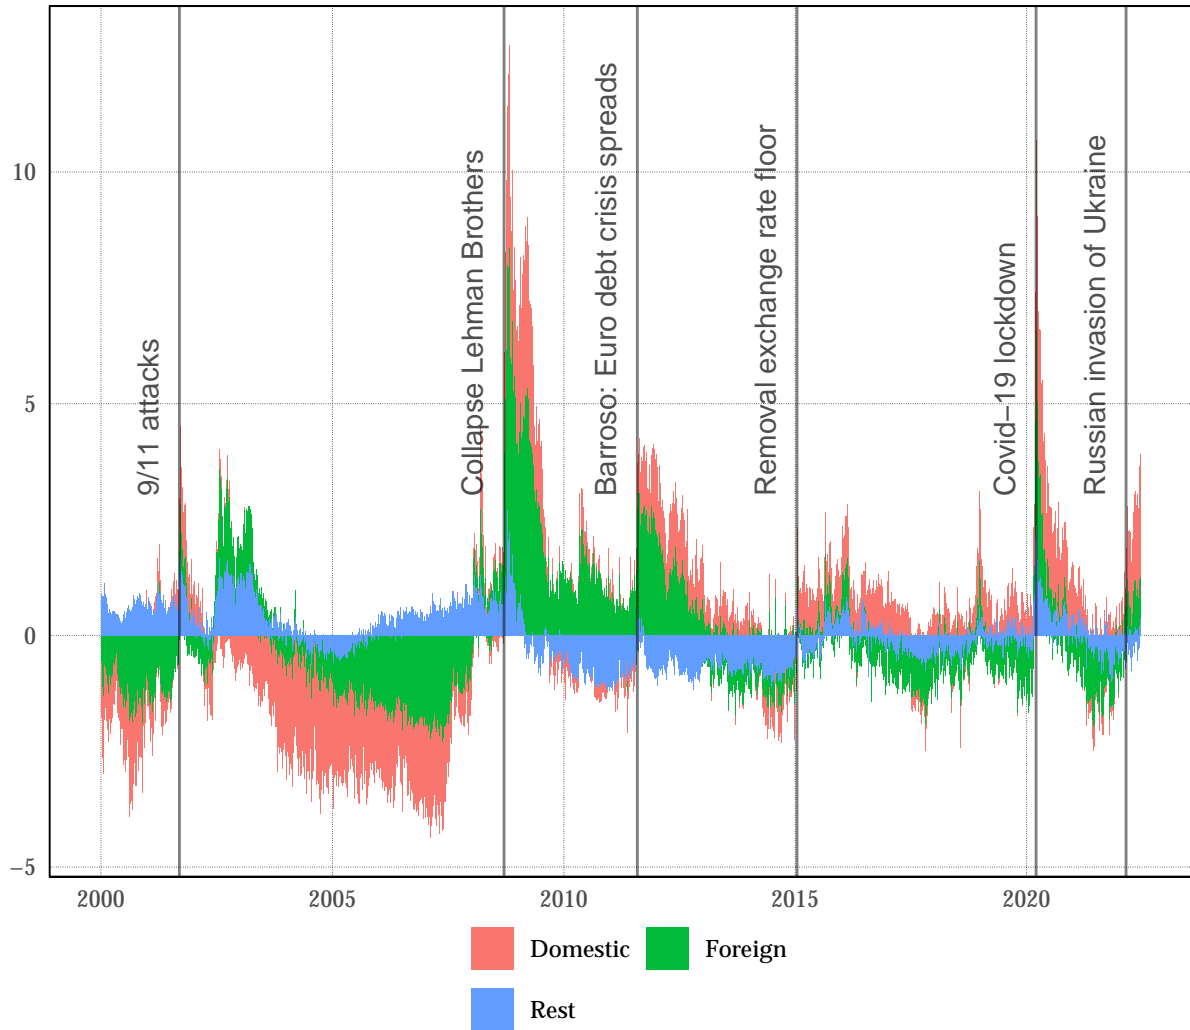 10
5
0
−5
9/11 attacks
Collapse Lehman Brothers
Barroso: Euro debt crisis spreads
Removal exchange rate floor
Covid−19 lockdown
Russian invasion of Ukraine
2000 2005 2010 2015 2020
Domestic Foreign
Rest